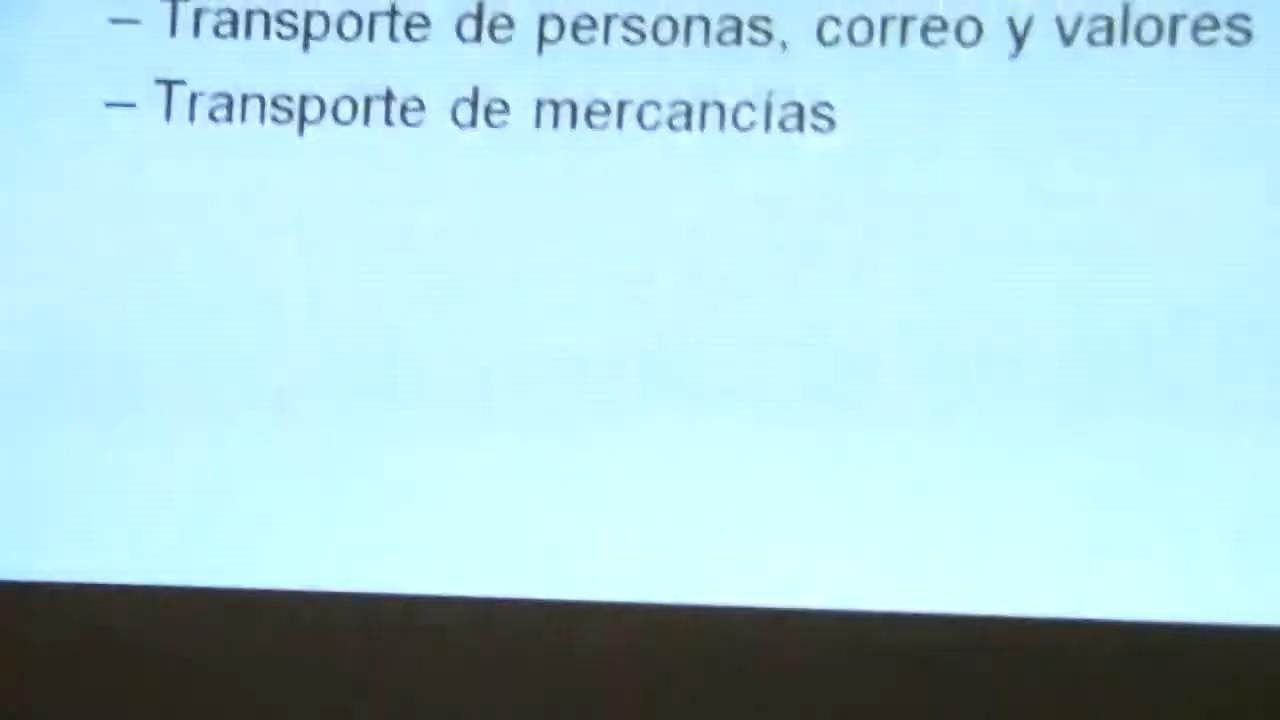 – Transporte de personas, correo y valores
– Transporte de mercancías